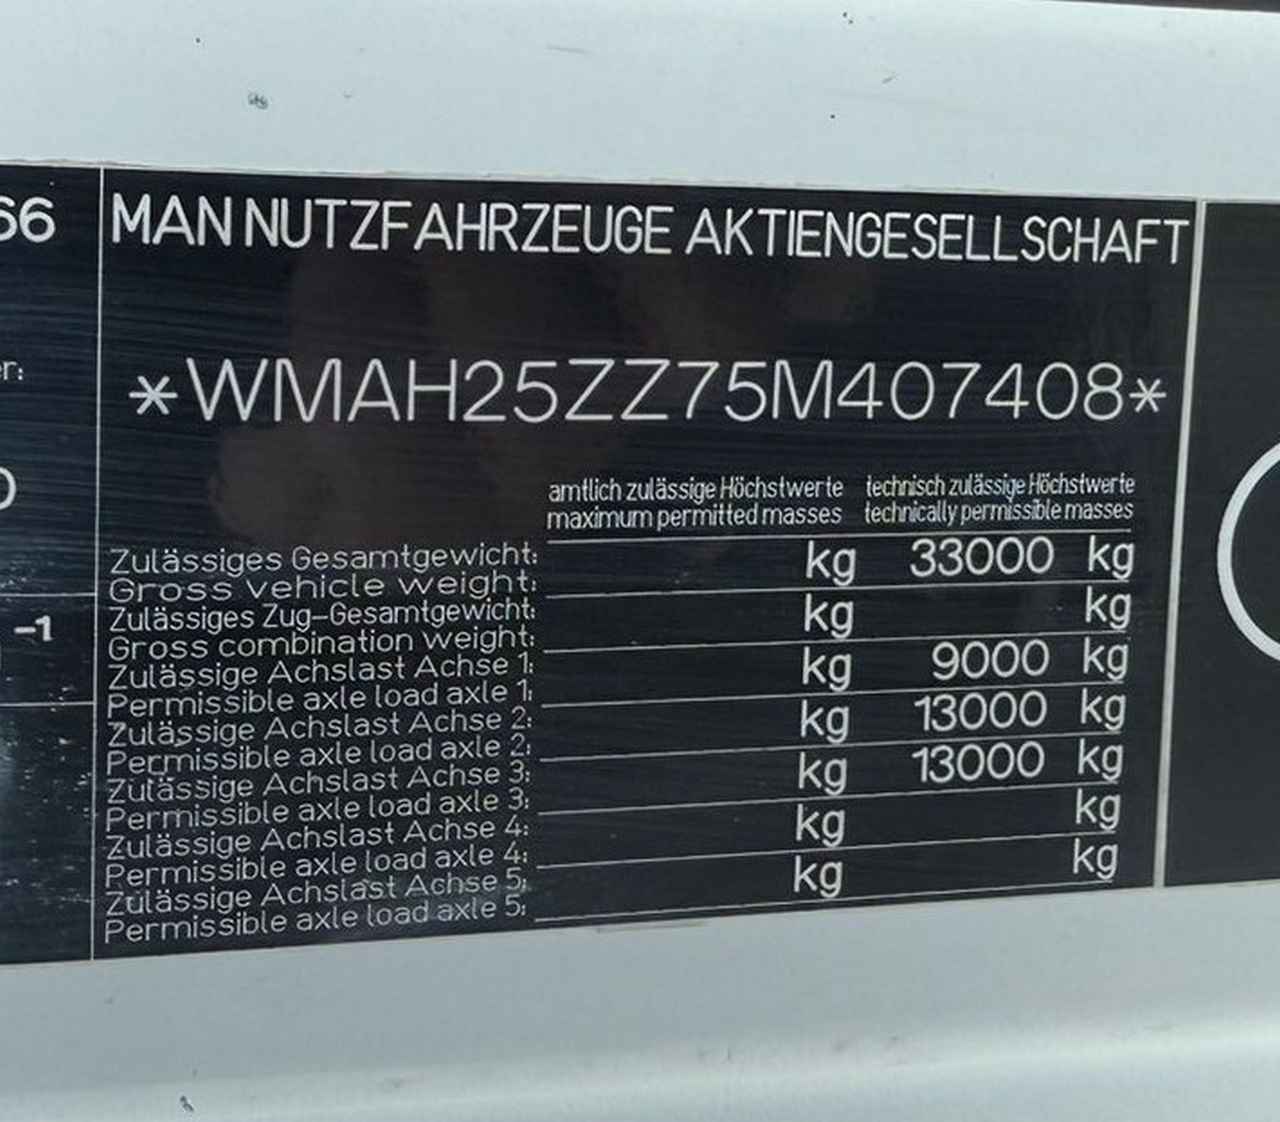 66
MAN NUTZFAHRZEUGE AKTIENGESELLSCHAFT
er:
*WMAH25ZZ75M407408*
amtlich zulässige Höchstwerte technisch zulässige Höchstwerte
maximum permitted masses technically permissible masses
Zulässiges Gesamtgewicht: kg 33000 kg
Gross vehicle weight:
Zulässiges Zug-Gesamtgewicht: kg kg
Gross combination weight:
-1
Zulässige Achslast Achse 1: kg 9000 kg
Permissible axle load axle 1:
Zulässige Achslast Achse 2: kg 13000 kg
Permissible axle load axle 2:
Zulässige Achslast Achse 3: kg 13000 kg
Permissible axle load axle 3:
Zulässige Achslast Achse 4: kg kg
Permissible axle load axle 4:
Zulässige Achslast Achse 5: kg kg
Permissible axle load axle 5: